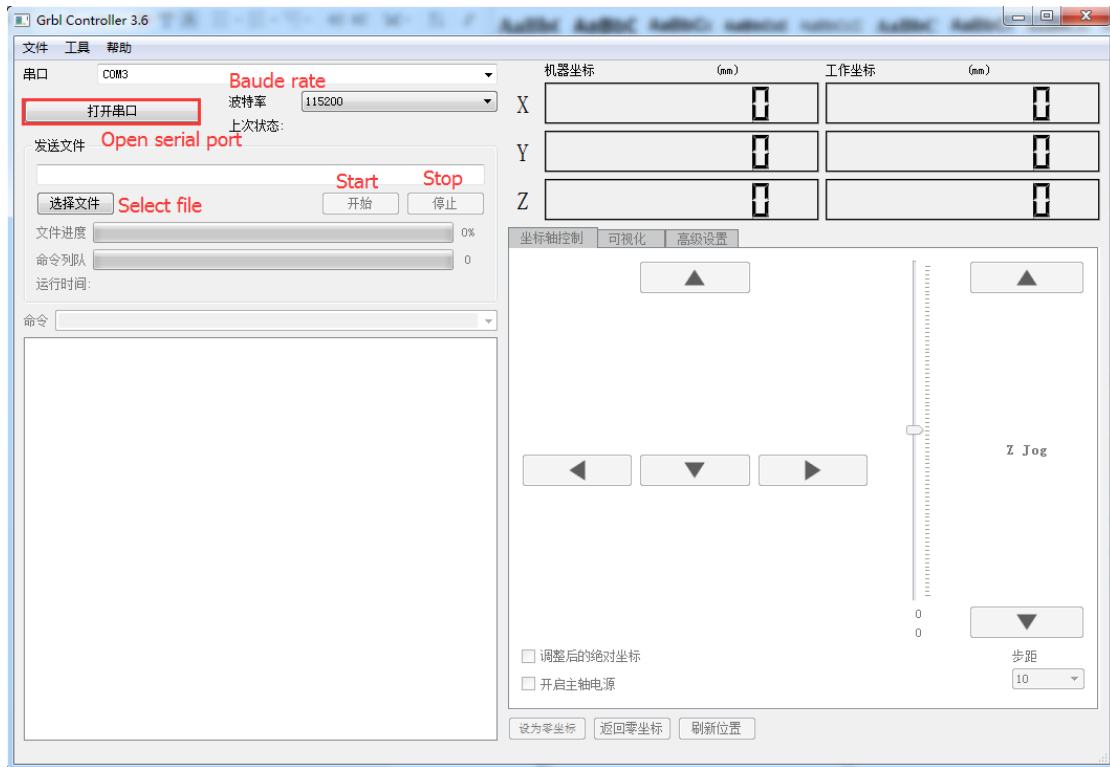 Grbl Controller 3.6
文件 工具 帮助
串口 COM3
Baude rate
波特率 115200
打开串口
上次状态:
Open serial port
发送文件
Start Stop
选择文件 Select file 开始 停止
文件进度 0%
命令列队 0
运行时间:
命令
机器坐标 (mm) 工作坐标 (mm)
X 0 0
Y 0 0
Z 0 0
坐标轴控制 可视化 高级设置
Z Jog
0
0
调整后的绝对坐标
步距
开启主轴电源
10
设为零坐标 返回零坐标 刷新位置